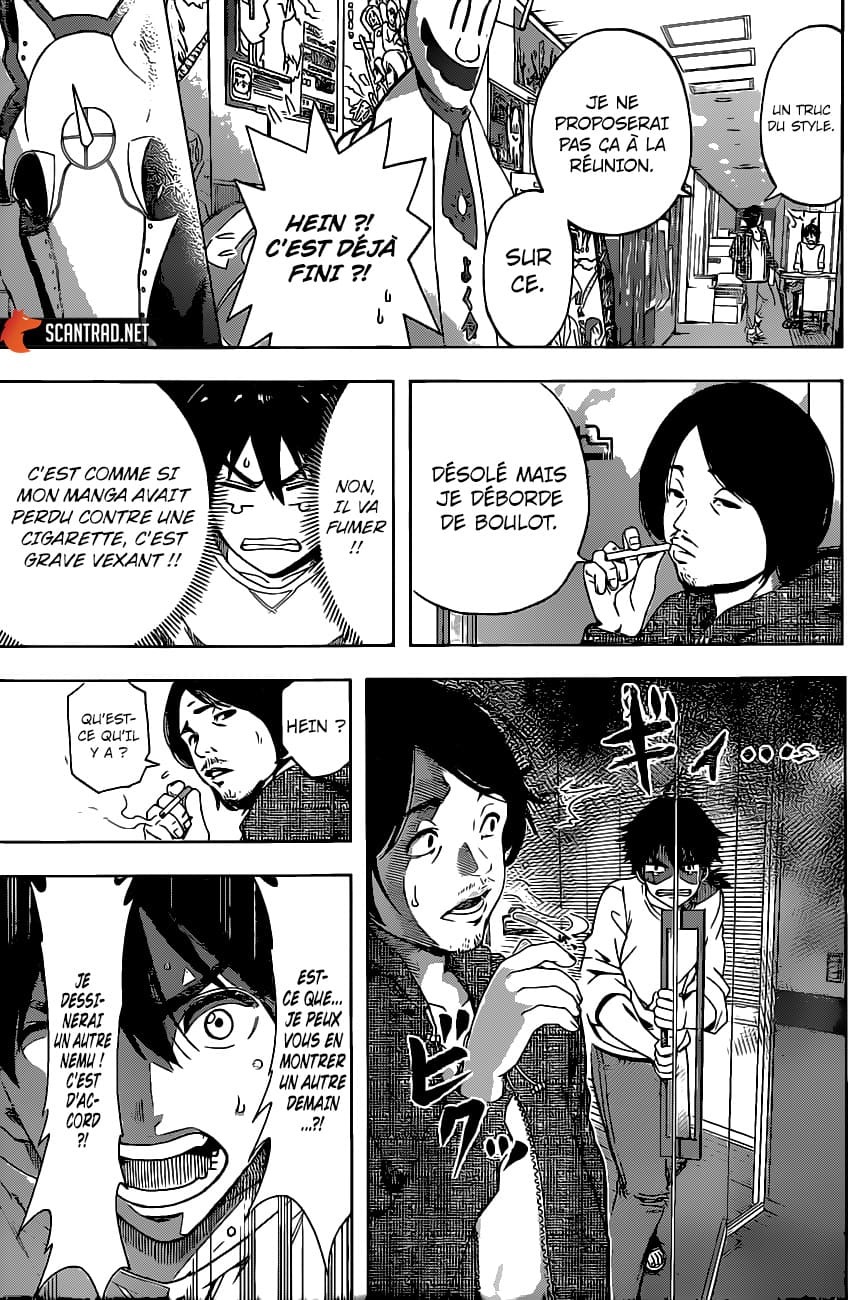 UN TRUC
DU STYLE.
JE NE
PROPOSERAI
PAS ÇA À LA
RÉUNION.
SUR
CE.
HEIN ?!
C'EST DÉJÀ
FINI ?!
SCANTRAD.NET
DÉSOLÉ MAIS
JE DÉBORDE
DE BOULOT.
NON,
IL VA
FUMER
!!
C'EST COMME SI
MON MANGA AVAIT
PERDU CONTRE UNE
CIGARETTE, C'EST
GRAVE VEXANT !!
ギィ
ビクッ
HEIN ?
QU'EST-
CE QU'IL
Y A ?
EST-
CE QUE...
JE PEUX
VOUS EN
MONTRER
UN AUTRE
DEMAIN
...?!
JE
DESSI-
NERAI
UN AUTRE
NEMU !
C'EST
D'AC-
CORD
?!